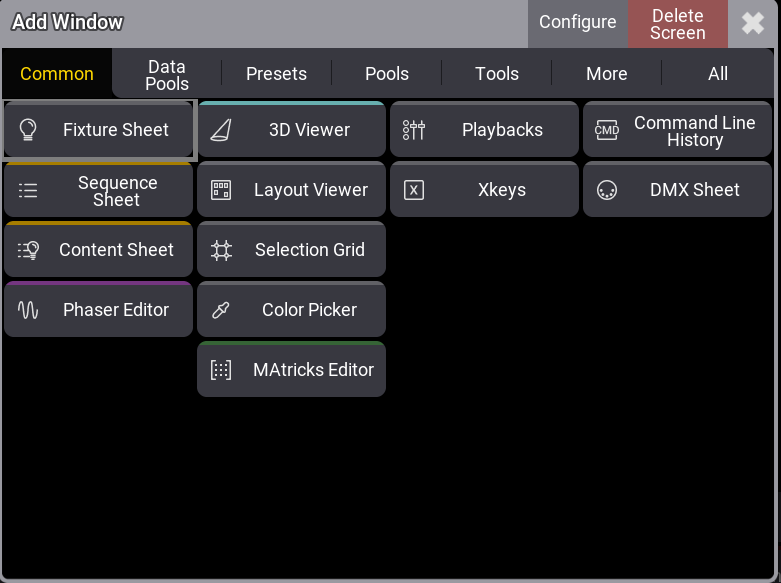 Add Window
Configure
Delete
Screen
Common
Data
Pools
Presets
Pools
Tools
More
All
Fixture Sheet
3D Viewer
Playbacks
CMD
Command Line
History
Sequence
Sheet
Layout Viewer
X
Xkeys
DMX Sheet
Content Sheet
Selection Grid
Phaser Editor
Color Picker
MAtricks Editor